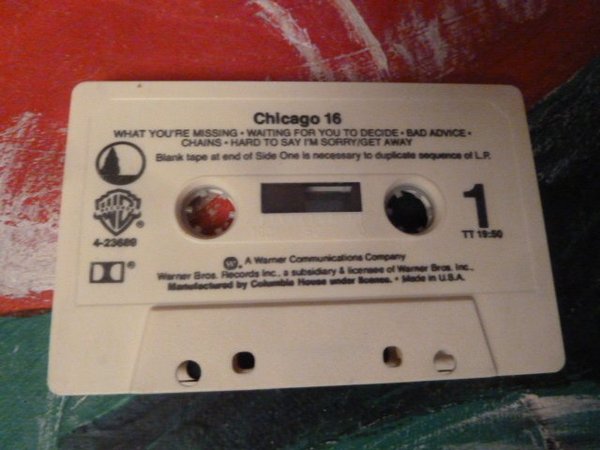 Chicago 16
WHAT YOU'RE MISSING • WAITING FOR YOU TO DECIDE • BAD ADVICE •
CHAINS • HARD TO SAY I'M SORRY/GET AWAY
Blank tape at end of Side One is necessary to duplicate sequence of L.P.
1
4-23689
TT 19:50
A Warner Communications Company
Warner Bros. Records Inc., a subsidiary & licensee of Warner Bros. Inc.,
Manufactured by Columbia House under license. • Made in U.S.A.